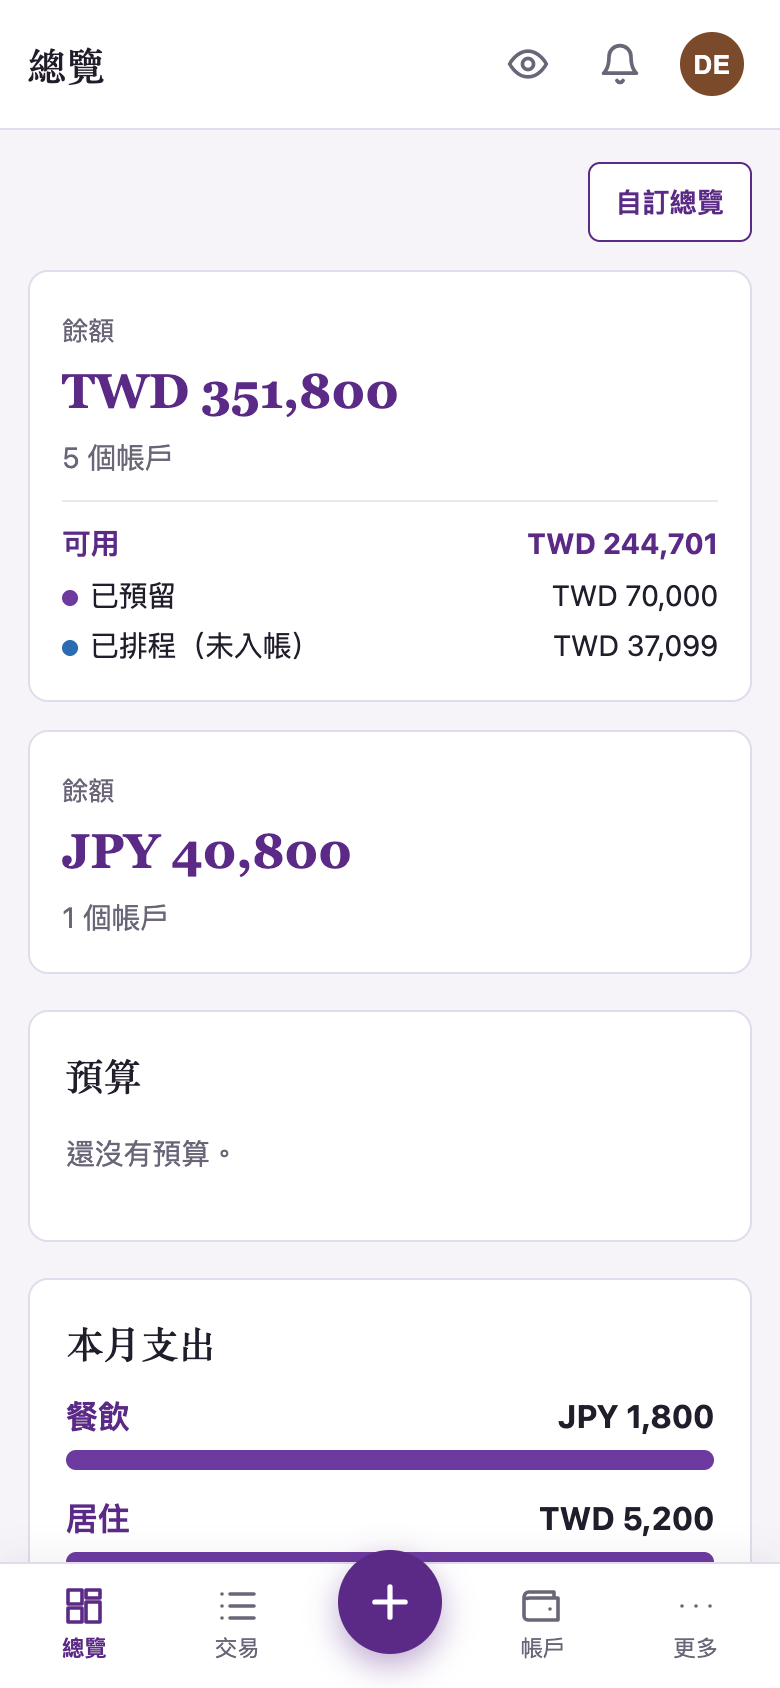 總覽
DE
自訂總覽
餘額
TWD 351,800
5 個帳戶
可用 TWD 244,701
已預留 TWD 70,000
已排程（未入帳） TWD 37,099
餘額
JPY 40,800
1 個帳戶
預算
還沒有預算。
本月支出
餐飲 JPY 1,800
居住 TWD 5,200
總覽 交易 帳戶 更多